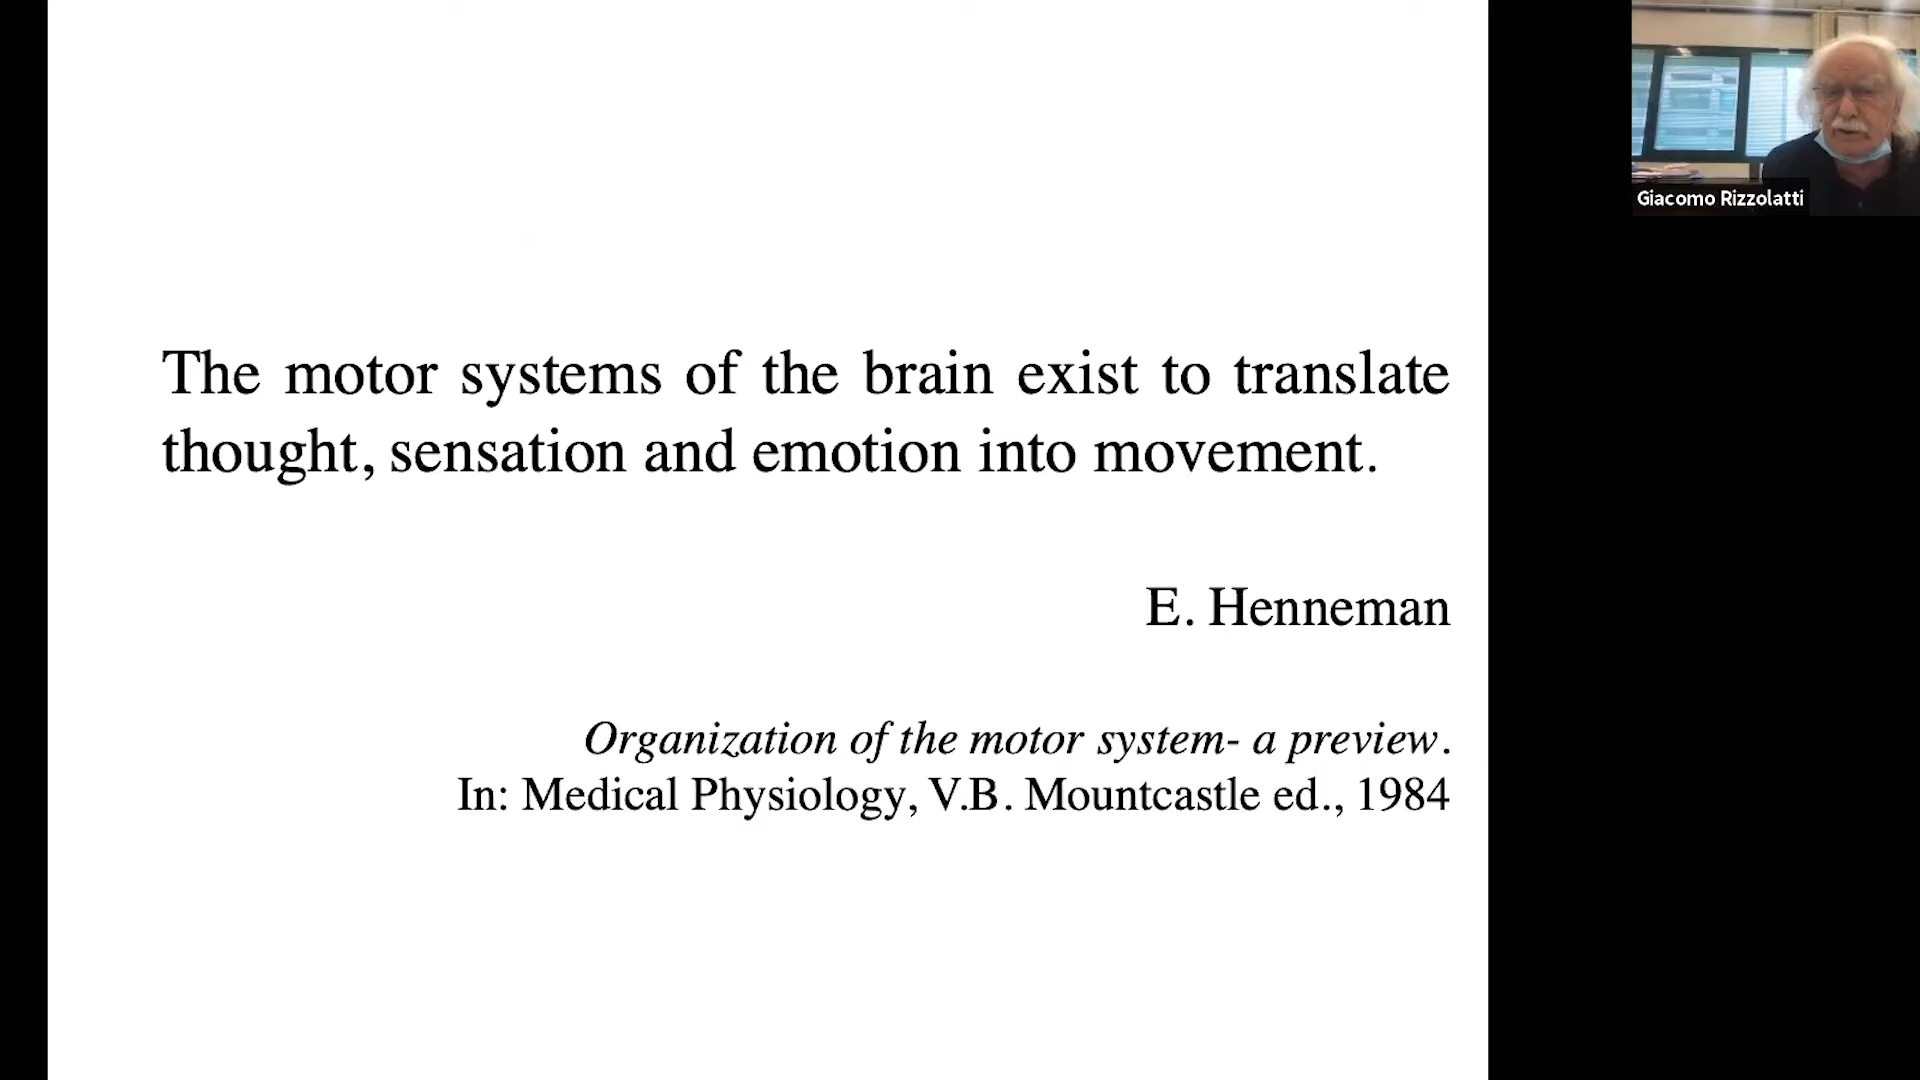 The motor systems of the brain exist to translate
thought, sensation and emotion into movement.
E. Henneman
Organization of the motor system- a preview.
In: Medical Physiology, V.B. Mountcastle ed., 1984
Giacomo Rizzolatti